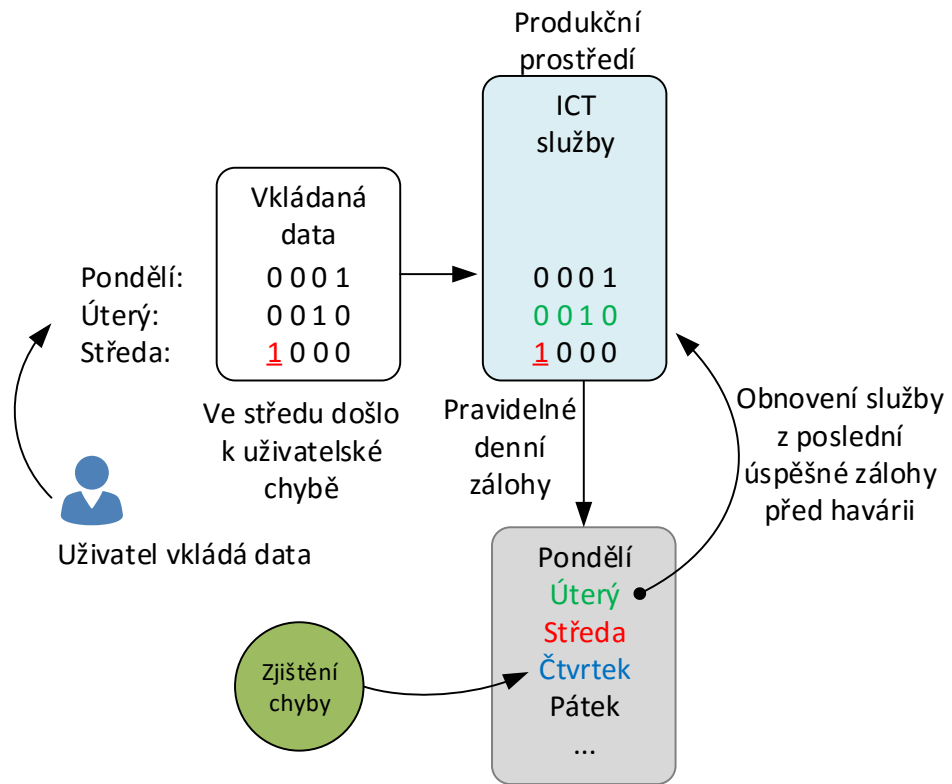 Produkční
prostředí
ICT
služby
0 0 0 1
0 0 1 0
1 0 0 0
Vkládaná
data
Pondělí: 0 0 0 1
Úterý: 0 0 1 0
Středa: 1 0 0 0
Ve středu došlo
k uživatelské
chybě
Uživatel vkládá data
Pravidelné
denní
zálohy
Obnovení služby
z poslední
úspěšné zálohy
před havárii
Pondělí
Úterý
Středa
Čtvrtek
Pátek
...
Zjištění
chyby